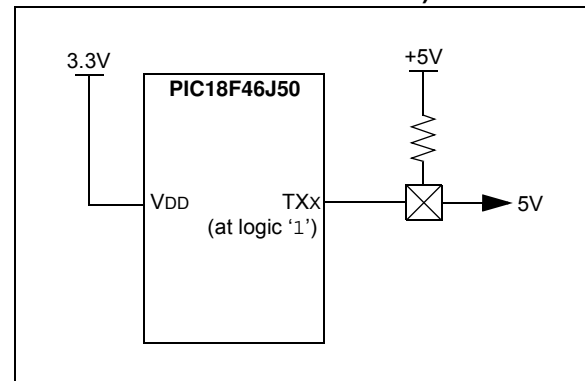 3.3V
+5V
PIC18F46J50
VDD
TXX
(at logic ‘1’)
5V